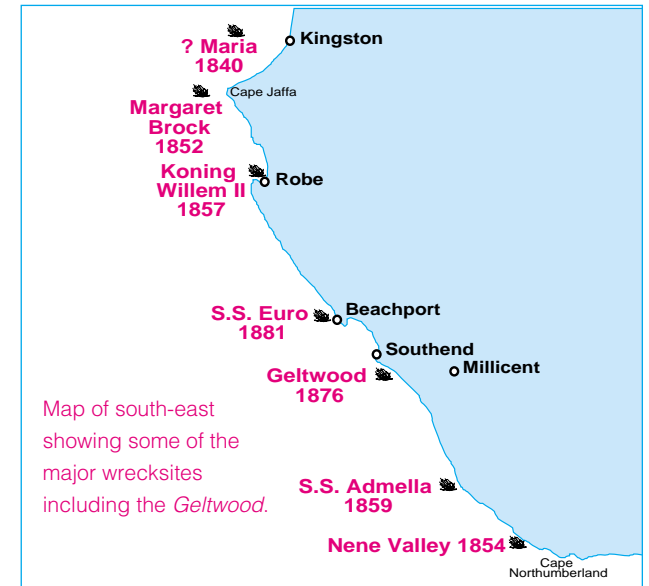 Kingston
? Maria
1840
Cape Jaffa
Margaret
Brock
1852
Koning
Willem II
1857
Robe
S.S. Euro
1881
Beachport
Southend
Millicent
Geltwood
1876
Map of south-east
showing some of the
major wrecksites
including the Geltwood.
S.S. Admella
1859
Nene Valley 1854
Cape
Northumberland